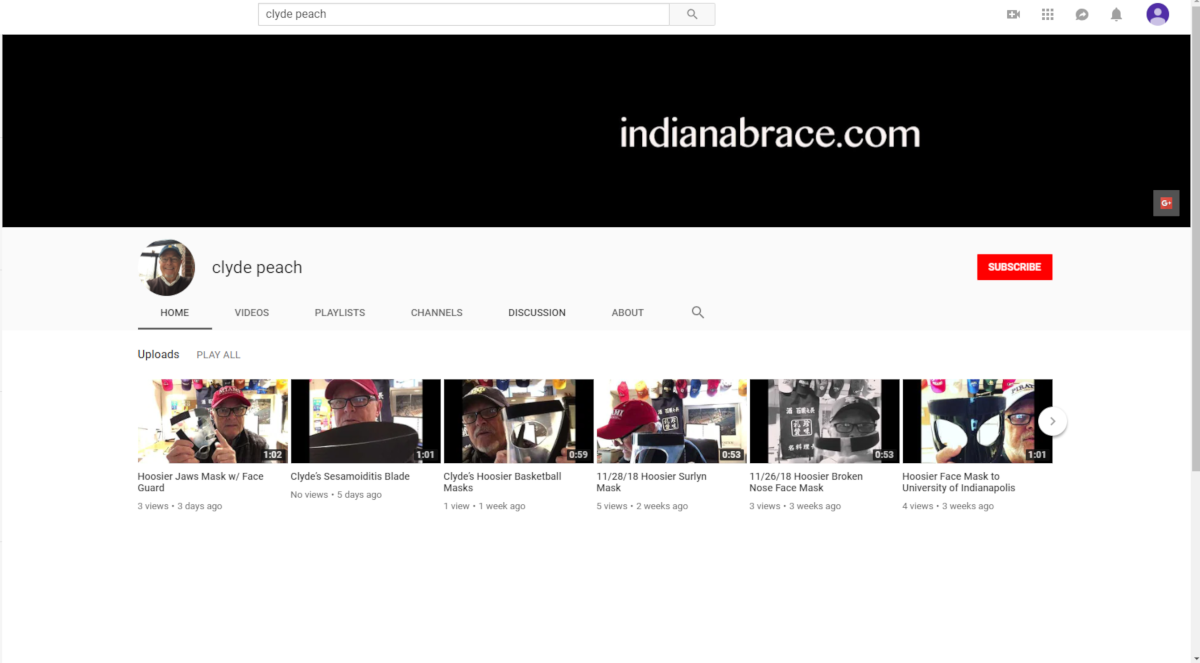 clyde peach
indianabrace.com
G+
clyde peach
SUBSCRIBE
HOME VIDEOS PLAYLISTS CHANNELS DISCUSSION ABOUT
Uploads PLAY ALL
1:02
Hoosier Jaws Mask w/ Face
Guard
3 views • 3 days ago
1:01
Clyde's Sesamoiditis Blade
No views • 5 days ago
0:59
Clyde's Hoosier Basketball
Masks
1 view • 1 week ago
0:53
11/28/18 Hoosier Surlyn
Mask
5 views • 2 weeks ago
0:53
11/26/18 Hoosier Broken
Nose Face Mask
3 views • 3 weeks ago
PIRATE
1:01
Hoosier Face Mask to
University of Indianapolis
4 views • 3 weeks ago